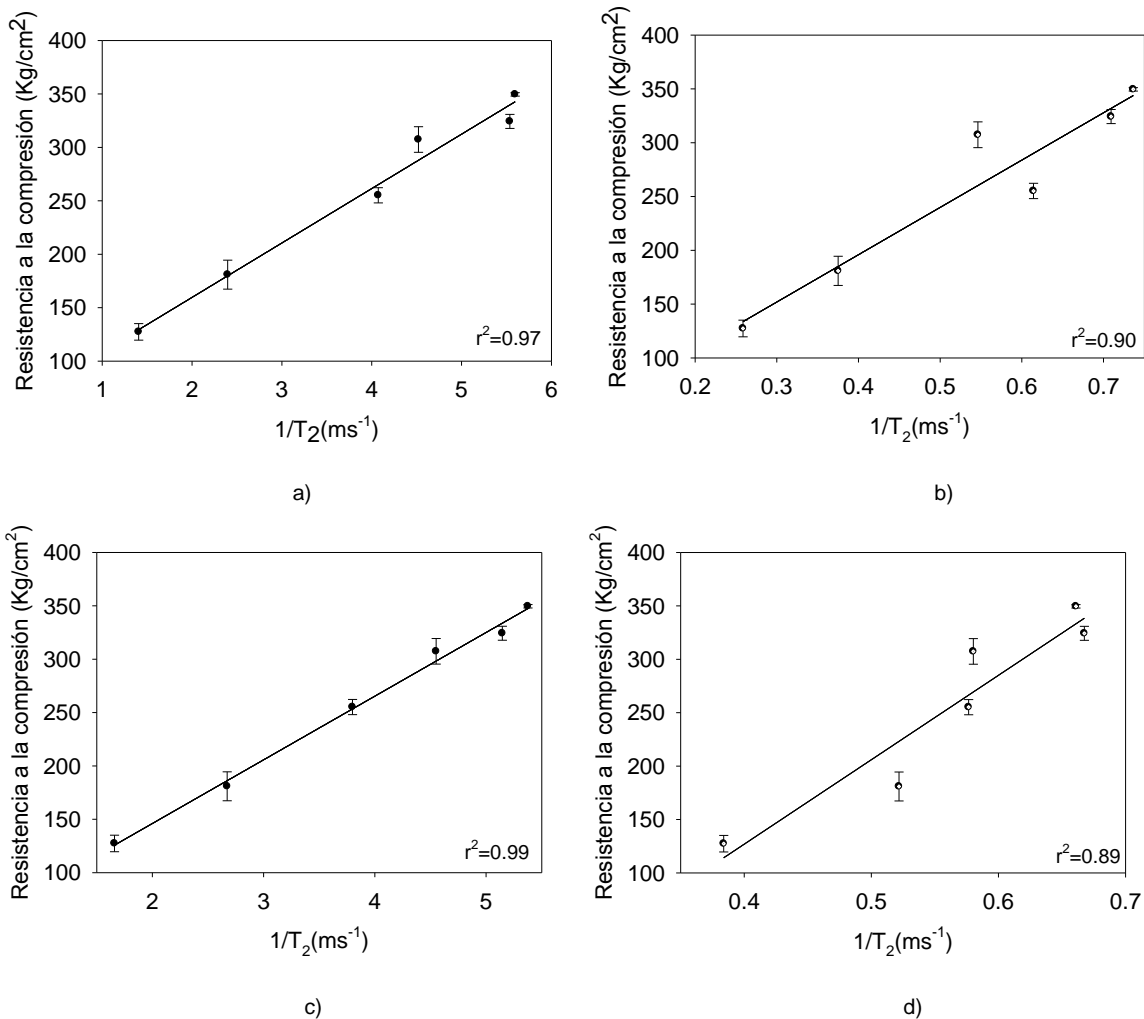 Resistencia a la compresión (Kg/cm²)
400
350
300
250
200
150
100
1 2 3 4 5 6
r²=0.97
1/T2(ms⁻¹)
a)
Resistencia a la compresión (Kg/cm²)
400
350
300
250
200
150
100
0.2 0.3 0.4 0.5 0.6 0.7
r²=0.90
1/T₂(ms⁻¹)
b)
Resistencia a la compresión (Kg/cm²)
400
350
300
250
200
150
100
2 3 4 5
r²=0.99
1/T₂(ms⁻¹)
c)
Resistencia a la compresión (Kg/cm²)
400
350
300
250
200
150
100
0.4 0.5 0.6 0.7
r²=0.89
1/T₂(ms⁻¹)
d)